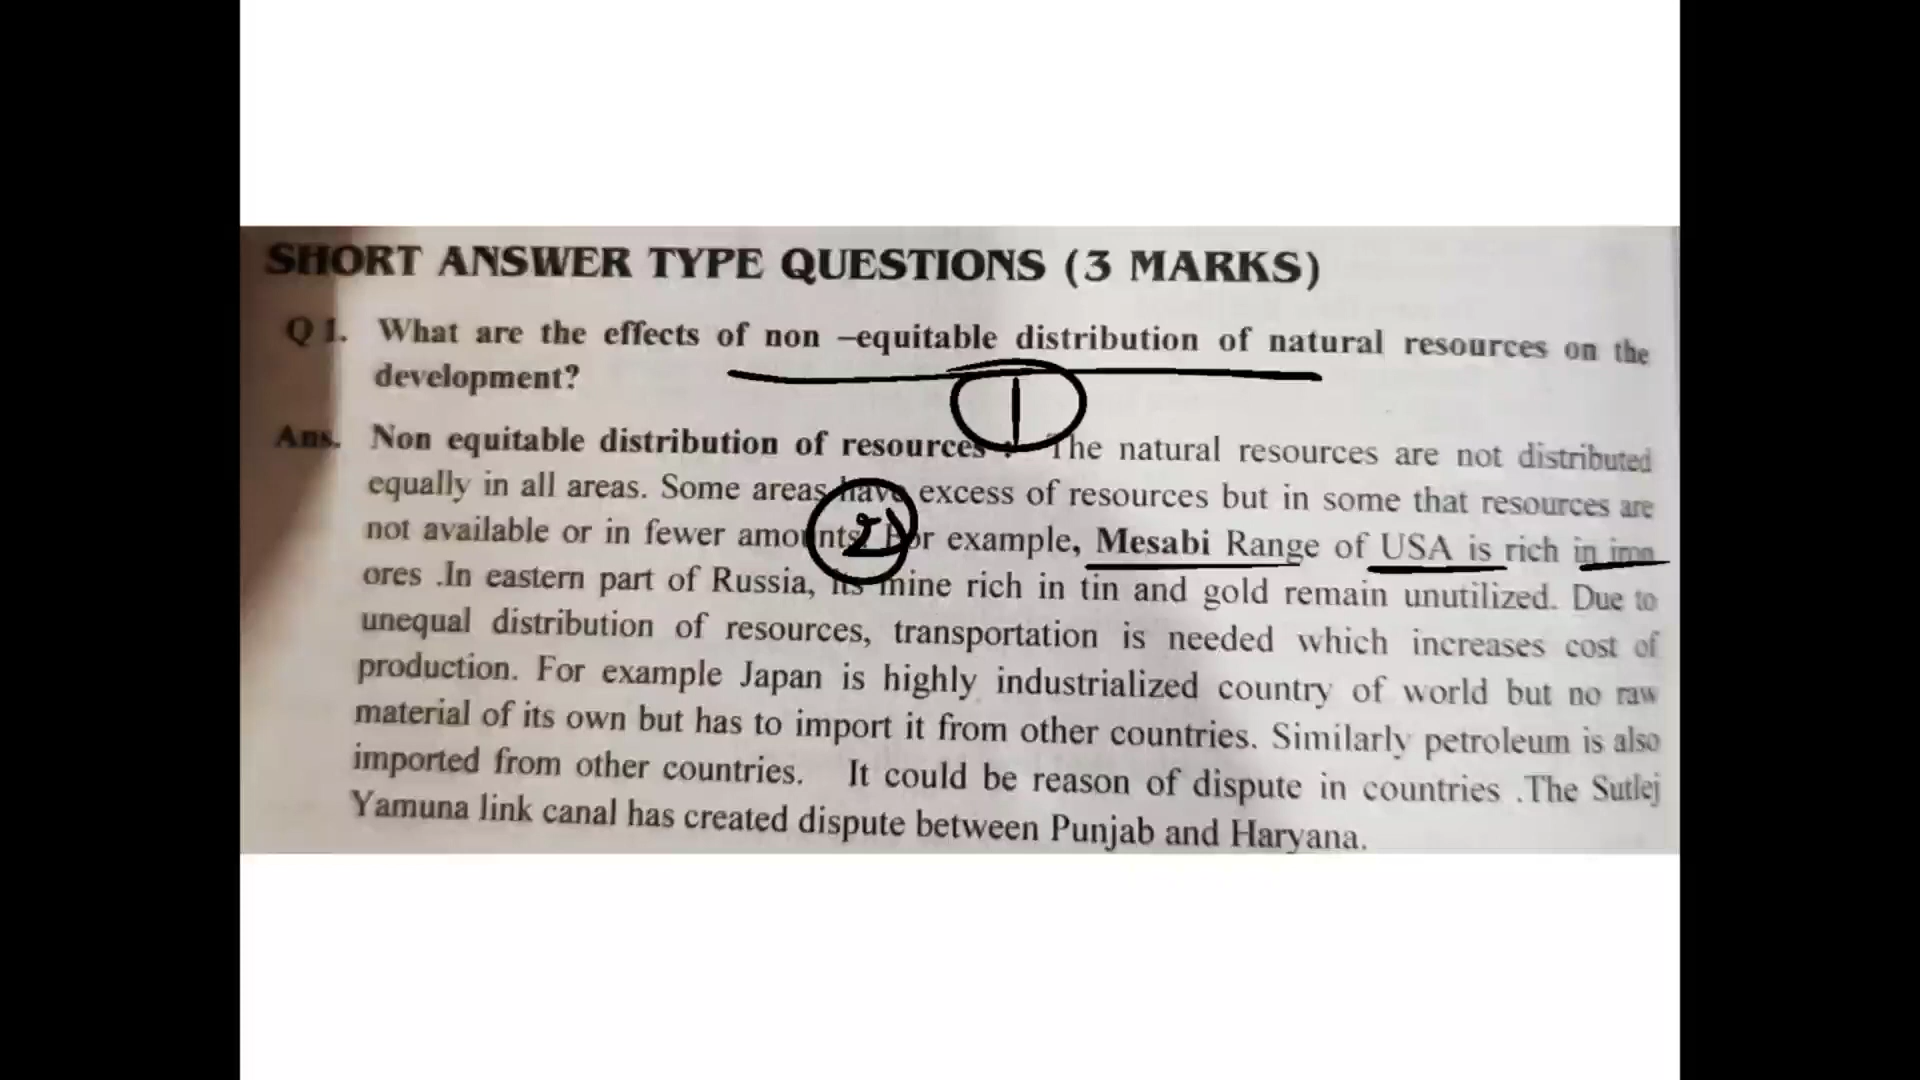 SHORT ANSWER TYPE QUESTIONS (3 MARKS)
Q 1. What are the effects of non –equitable distribution of natural resources on the
development?
1
Ans. Non equitable distribution of resources : The natural resources are not distributed
equally in all areas. Some areas have excess of resources but in some that resources are
not available or in fewer amounts. For example, Mesabi Range of USA is rich in iron
2)
ores .In eastern part of Russia, its mine rich in tin and gold remain unutilized. Due to
unequal distribution of resources, transportation is needed which increases cost of
production. For example Japan is highly industrialized country of world but no raw
material of its own but has to import it from other countries. Similarly petroleum is also
imported from other countries. It could be reason of dispute in countries .The Sutlej
Yamuna link canal has created dispute between Punjab and Haryana.